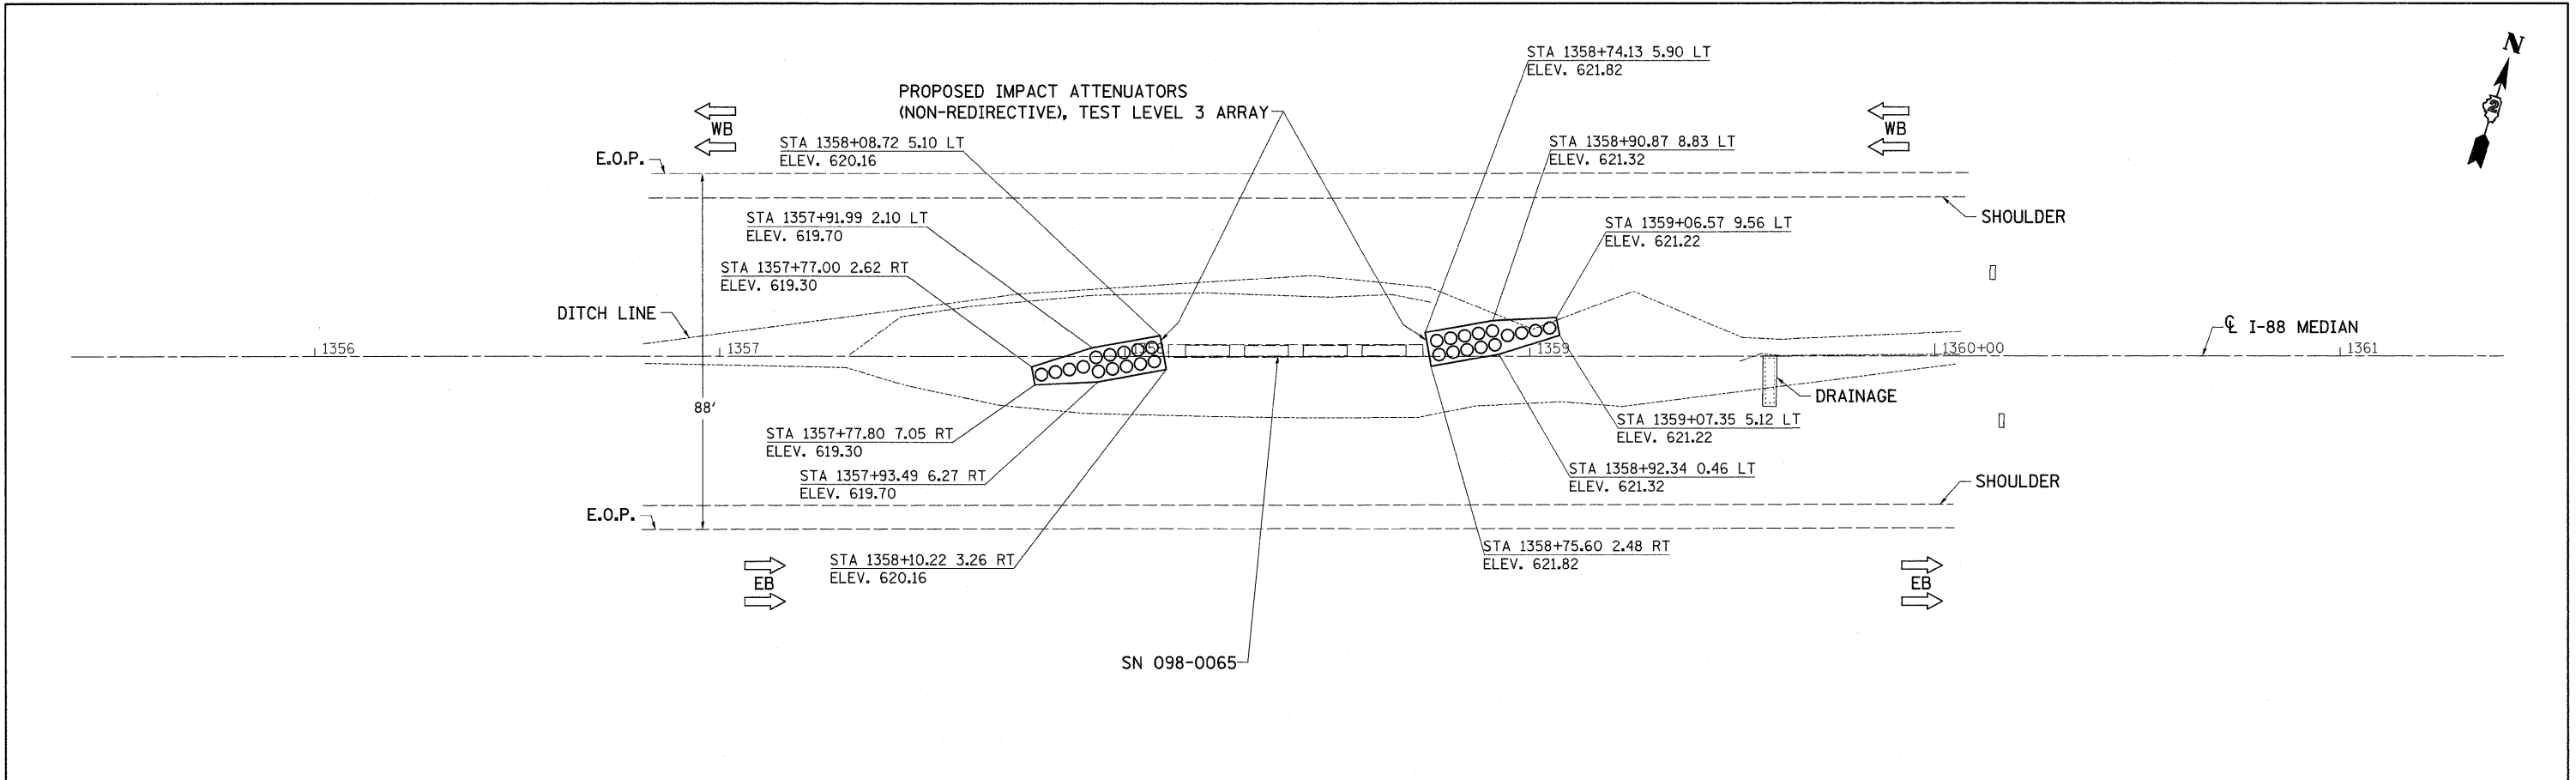 N
2
STA 1358+74.13 5.90 LT
ELEV. 621.82
PROPOSED IMPACT ATTENUATORS
(NON-REDIRECTIVE), TEST LEVEL 3 ARRAY
WB
WB
STA 1358+08.72 5.10 LT
ELEV. 620.16
STA 1358+90.87 8.83 LT
ELEV. 621.32
E.O.P.
STA 1357+91.99 2.10 LT
ELEV. 619.70
SHOULDER
STA 1359+06.57 9.56 LT
ELEV. 621.22
STA 1357+77.00 2.62 RT
ELEV. 619.30
DITCH LINE
℄ I-88 MEDIAN
1356
1357
1358
1359
1360+00
1361
DRAINAGE
88'
STA 1359+07.35 5.12 LT
ELEV. 621.22
STA 1357+77.80 7.05 RT
ELEV. 619.30
STA 1358+92.34 0.46 LT
ELEV. 621.32
STA 1357+93.49 6.27 RT
ELEV. 619.70
SHOULDER
E.O.P.
STA 1358+75.60 2.48 RT
ELEV. 621.82
STA 1358+10.22 3.26 RT
ELEV. 620.16
EB
EB
SN 098-0065